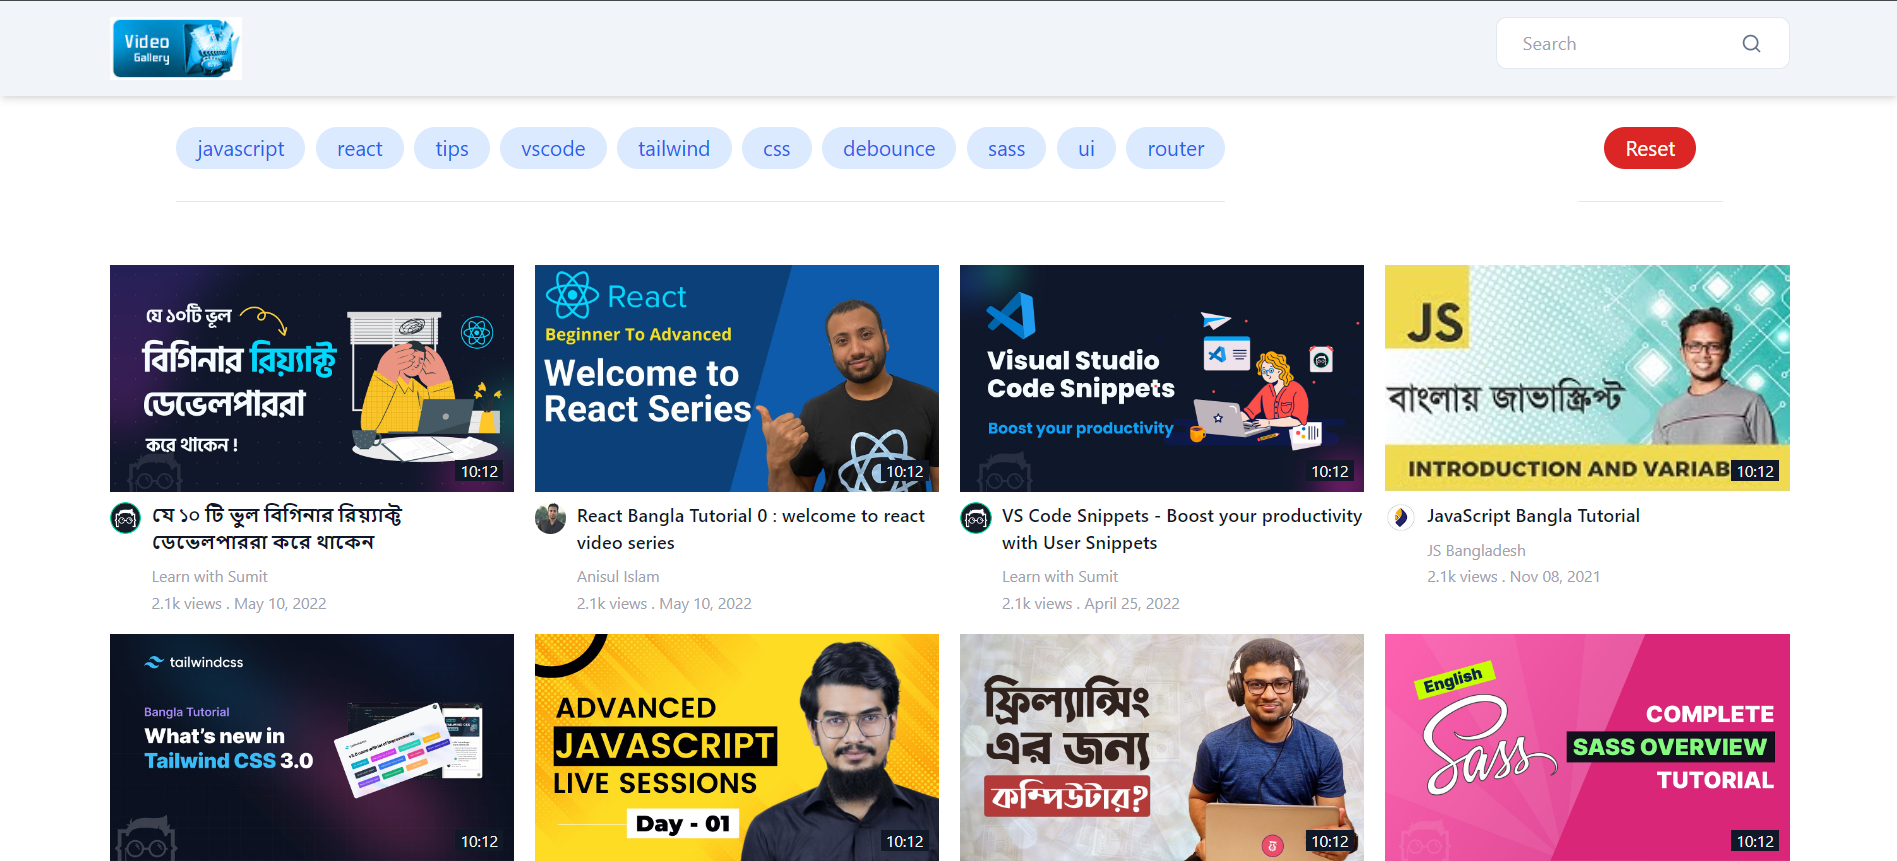 Video
Gallery
Search
javascript
react
tips
vscode
tailwind
css
debounce
sass
ui
router
Reset
যে ১০টি ভূল
বিগিনার রিয়্যাক্ট
ডেভেলপাররা
করে থাকেন !
10:12
React
Beginner To Advanced
Welcome to
React Series
10:12
Visual Studio
Code Snippets
Boost your productivity
10:12
JS
বাংলায় জাভাস্ক্রিপ্ট
INTRODUCTION AND VARIAB
10:12
যে ১০ টি ভুল বিগিনার রিয়্যাক্ট
ডেভেলপাররা করে থাকেন
Learn with Sumit
2.1k views . May 10, 2022
React Bangla Tutorial 0 : welcome to react
video series
Anisul Islam
2.1k views . May 10, 2022
VS Code Snippets - Boost your productivity
with User Snippets
Learn with Sumit
2.1k views . April 25, 2022
JavaScript Bangla Tutorial
JS Bangladesh
2.1k views . Nov 08, 2021
tailwindcss
Bangla Tutorial
What's new in
Tailwind CSS 3.0
10:12
ADVANCED
JAVASCRIPT
LIVE SESSIONS
Day - 01
10:12
ফ্রিল্যান্সিং
এর জন্য
কম্পিউটার?
10:12
English
Sass
COMPLETE
SASS OVERVIEW
TUTORIAL
10:12